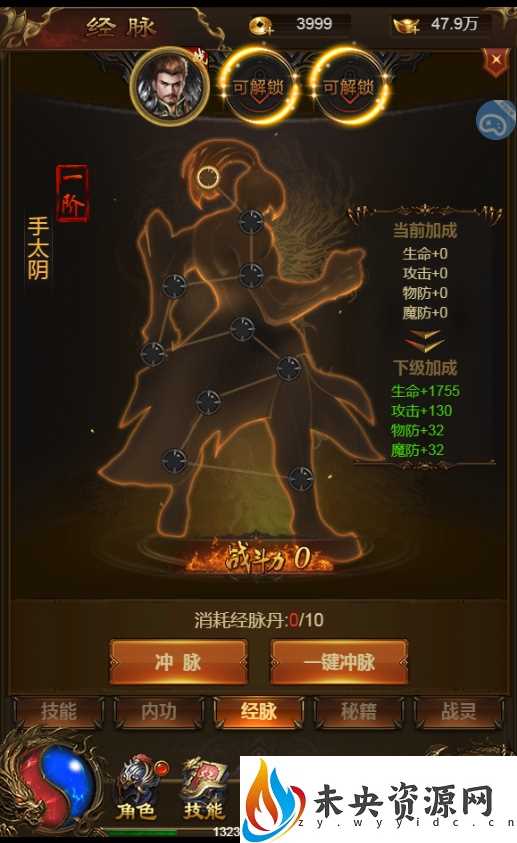 经脉
3999
47.9万
战
可解锁
可解锁
一阶
手太阴
当前加成
生命+0
攻击+0
物防+0
魔防+0
下级加成
生命+1755
攻击+130
物防+32
魔防+32
战斗力 0
消耗经脉丹:0/10
冲 脉
一键冲脉
技能
内功
经脉
秘籍
战灵
角色
技能
1323
未央资源网
zy.wyyidc.cn